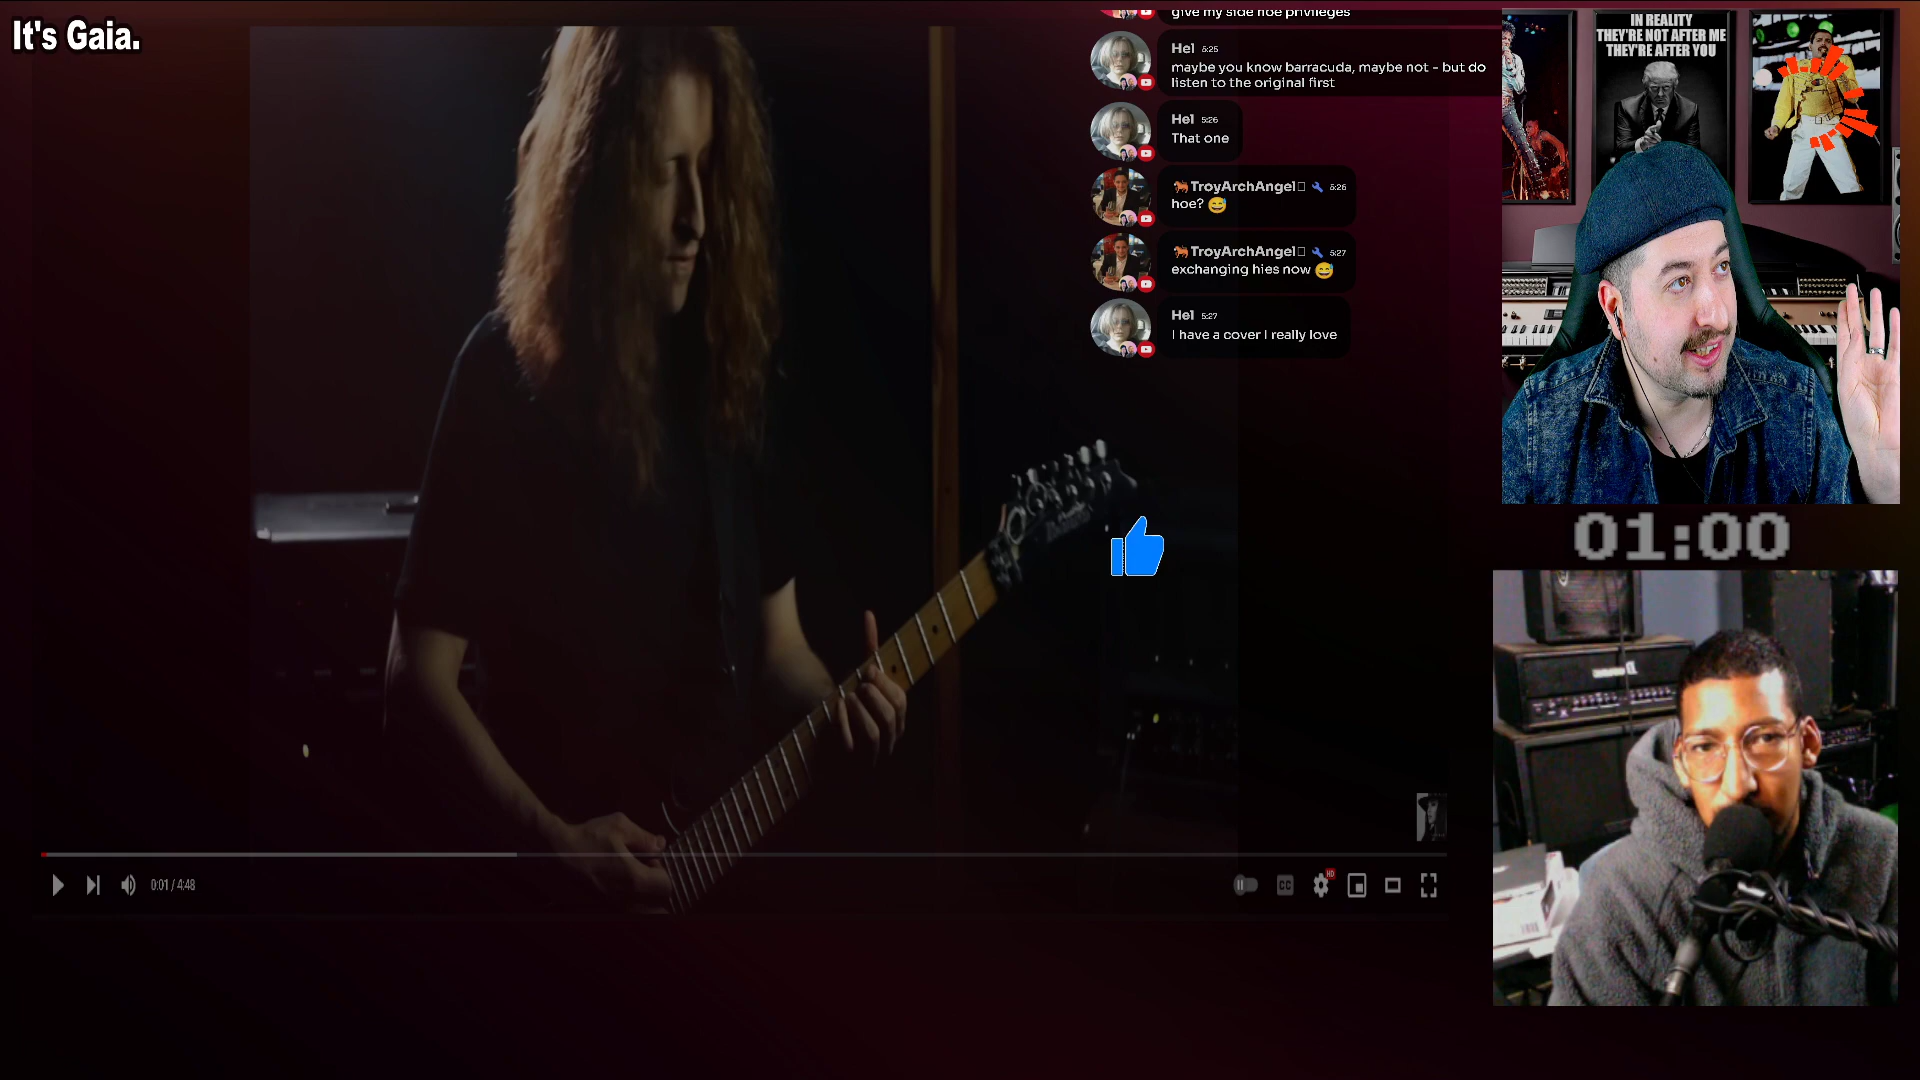 It's Gaia.
give my side hoe privileges
Hel 5:25
maybe you know barracuda, maybe not - but do
listen to the original first
Hel 5:26
That one
TroyArchAngel 5:26
hoe? 😅
TroyArchAngel 5:27
exchanging hies now 😅
Hel 5:27
I have a cover I really love
IN REALITY
THEY'RE NOT AFTER ME
THEY'RE AFTER YOU
01:00
0:01 / 4:48
CC
HD